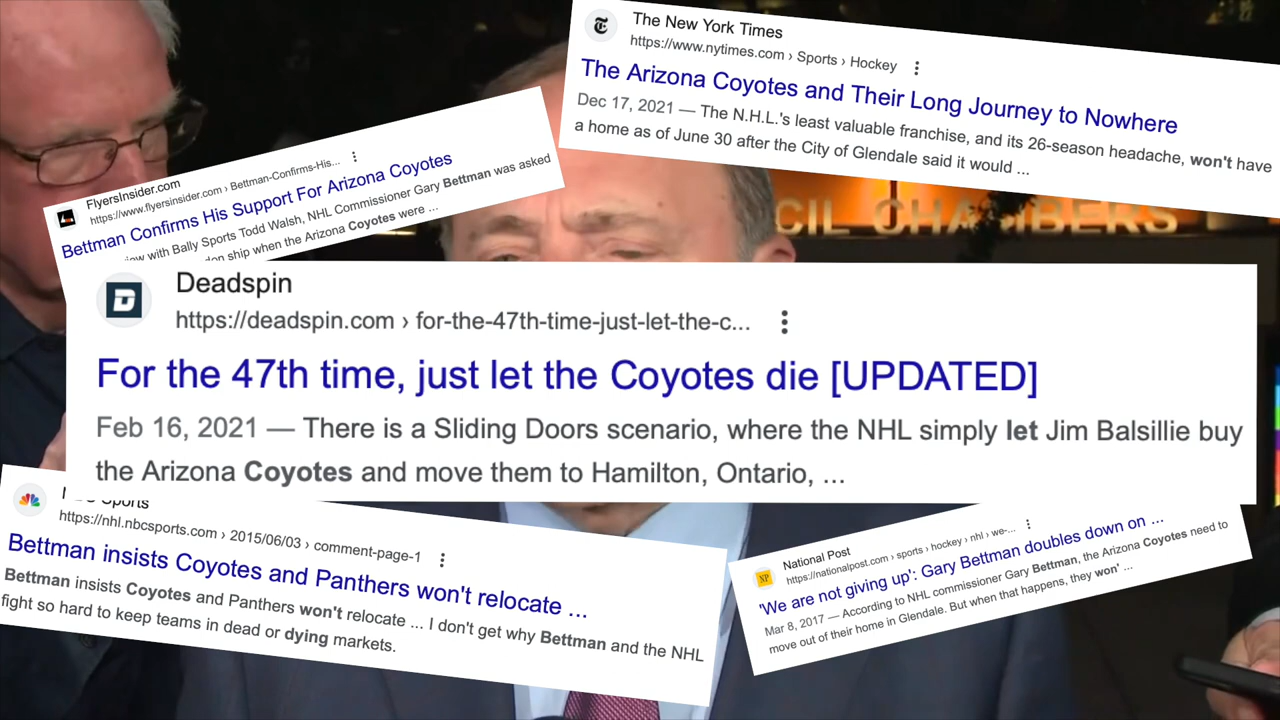 The New York Times
https://www.nytimes.com › Sports › Hockey
The Arizona Coyotes and Their Long Journey to Nowhere
Dec 17, 2021 — The N.H.L.'s least valuable franchise, and its 26-season headache, won't have
a home as of June 30 after the City of Glendale said it would ...
CIL CHAMBERS
FlyersInsider.com
https://www.flyersinsider.com › Bettman-Confirms-His...
Bettman Confirms His Support For Arizona Coyotes
view with Bally Sports Todd Walsh, NHL Commissioner Gary Bettman was asked
ship when the Arizona Coyotes were ...
D
Deadspin
https://deadspin.com › for-the-47th-time-just-let-the-c...
For the 47th time, just let the Coyotes die [UPDATED]
Feb 16, 2021 — There is a Sliding Doors scenario, where the NHL simply let Jim Balsillie buy
the Arizona Coyotes and move them to Hamilton, Ontario, ...
Sports
https://nhl.nbcsports.com › 2015/06/03 › comment-page-1
Bettman insists Coyotes and Panthers won't relocate ...
Bettman insists Coyotes and Panthers won't relocate ... I don't get why Bettman and the NHL
fight so hard to keep teams in dead or dying markets.
NP
National Post
https://nationalpost.com › sports › hockey › nhl › we-...
'We are not giving up': Gary Bettman doubles down on ...
Mar 8, 2017 — According to NHL commissioner Gary Bettman, the Arizona Coyotes need to
move out of their home in Glendale. But when that happens, they won' ...